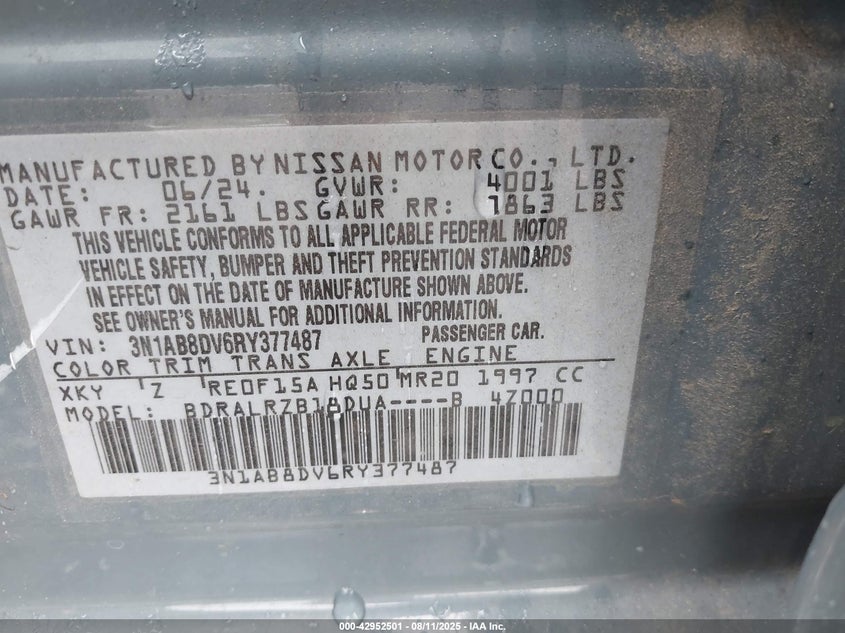 MANUFACTURED BY NISSAN MOTOR CO., LTD.
DATE: 06/24. GVWR: 4001 LBS
GAWR FR: 2161 LBS GAWR RR: 1863 LBS
THIS VEHICLE CONFORMS TO ALL APPLICABLE FEDERAL MOTOR
VEHICLE SAFETY, BUMPER AND THEFT PREVENTION STANDARDS
IN EFFECT ON THE DATE OF MANUFACTURE SHOWN ABOVE.
SEE OWNER'S MANUAL FOR ADDITIONAL INFORMATION.
VIN: 3N1AB8DV6RY377487 PASSENGER CAR.
COLOR TRIM TRANS AXLE ENGINE
XKY Z RE0F15A HQ50 MR20 1997 CC
MODEL: BDRALRZB18DUA----B 4Z000
3N1AB8DV6RY377487
000-42952501 - 08/11/2025 - IAA Inc.